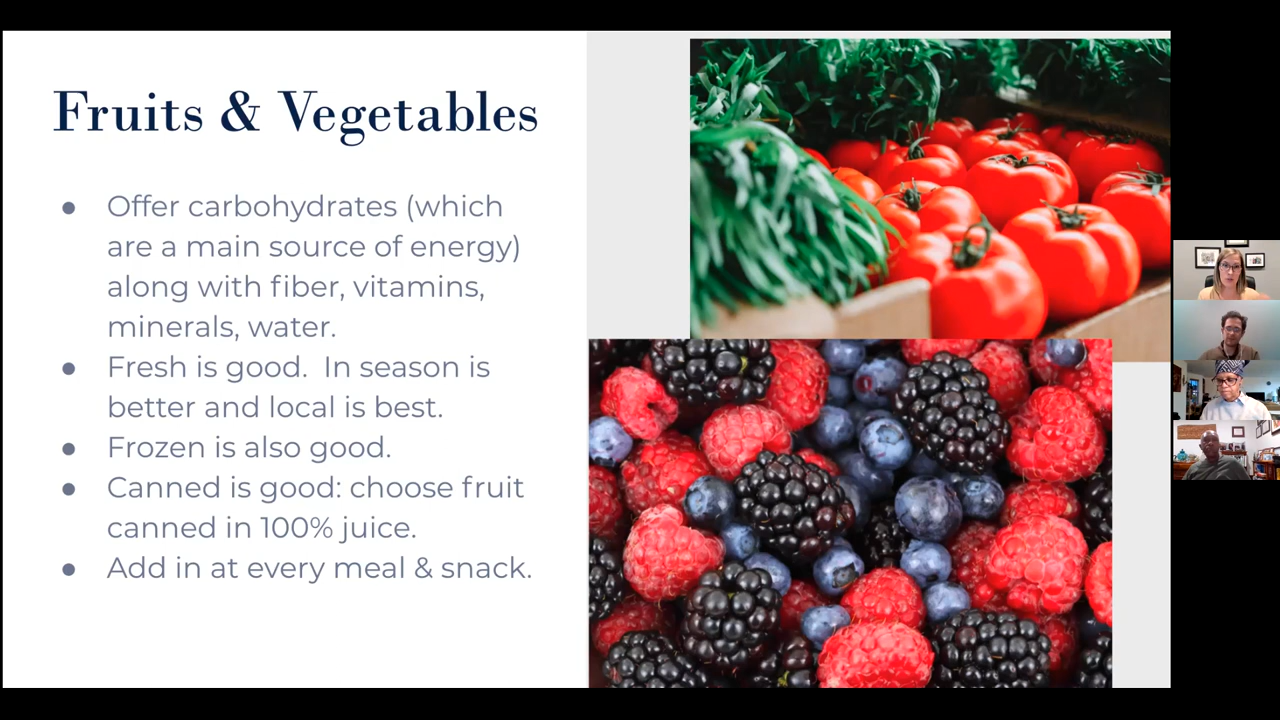 Fruits & Vegetables
● Offer carbohydrates (which
are a main source of energy)
along with fiber, vitamins,
minerals, water.
● Fresh is good.  In season is
better and local is best.
● Frozen is also good.
● Canned is good: choose fruit
canned in 100% juice.
● Add in at every meal & snack.